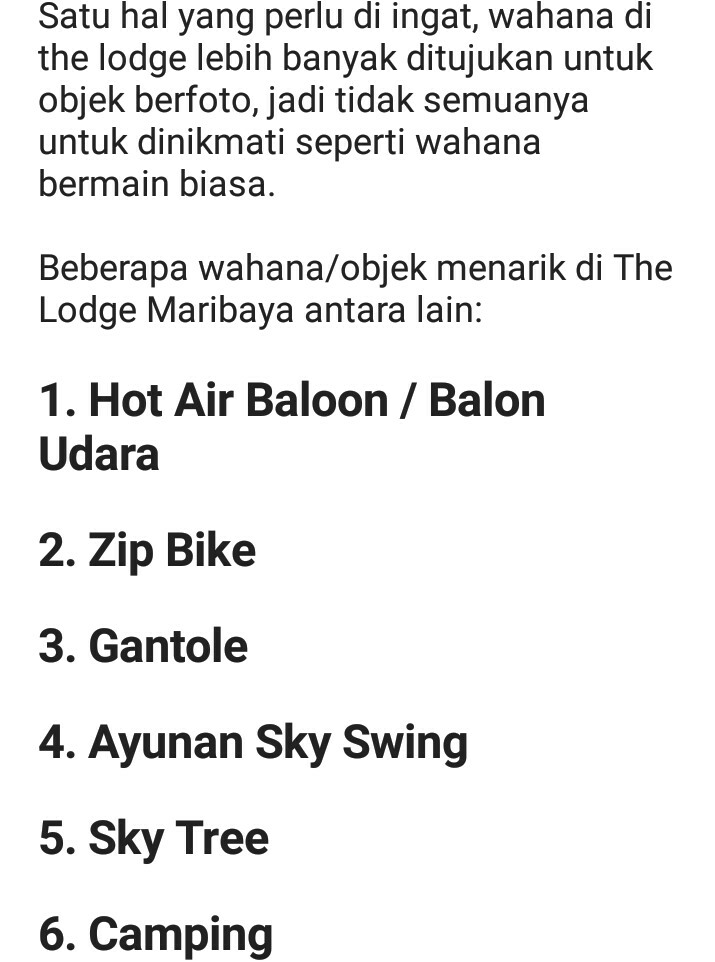 Satu hal yang perlu di ingat, wahana di
the lodge lebih banyak ditujukan untuk
objek berfoto, jadi tidak semuanya
untuk dinikmati seperti wahana
bermain biasa.
Beberapa wahana/objek menarik di The
Lodge Maribaya antara lain:
1. Hot Air Baloon / Balon
Udara
2. Zip Bike
3. Gantole
4. Ayunan Sky Swing
5. Sky Tree
6. Camping